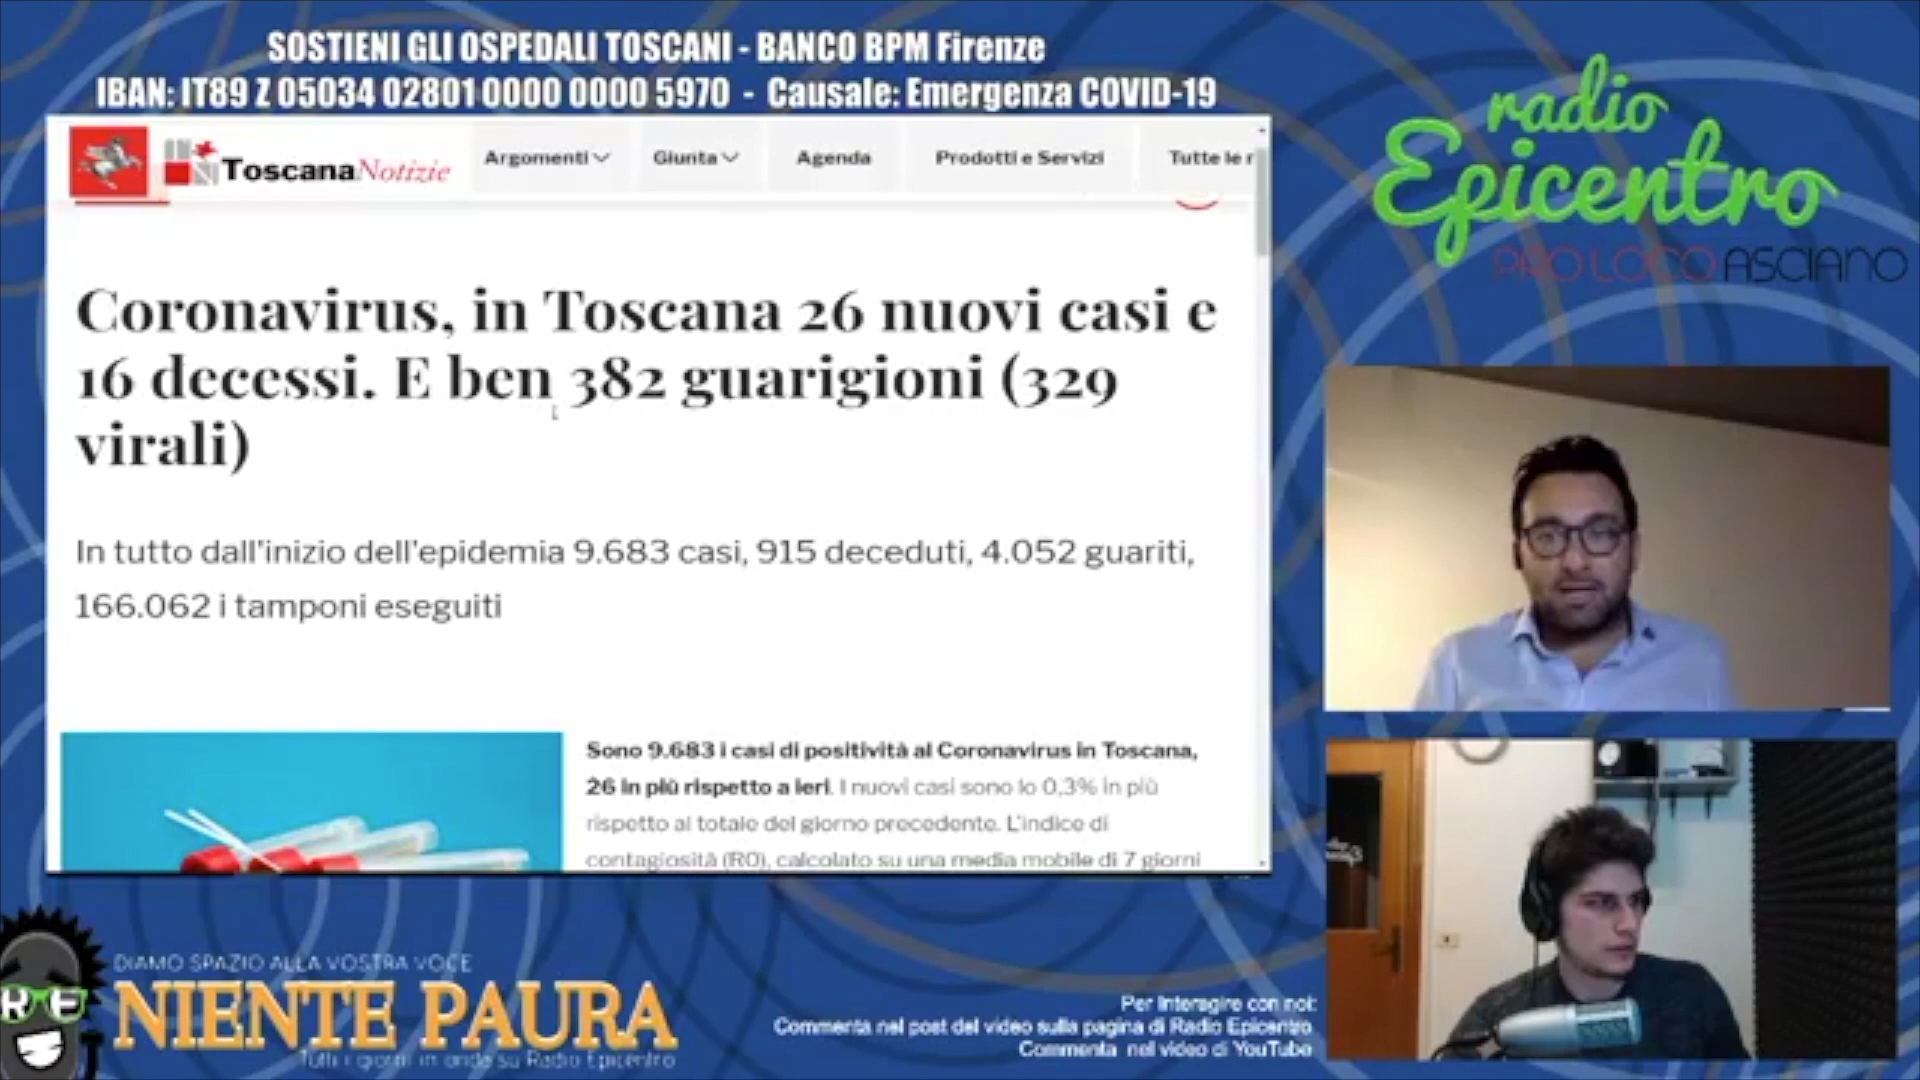 SOSTIENI GLI OSPEDALI TOSCANI - BANCO BPM Firenze
IBAN: IT89 Z 05034 02801 0000 0000 5970 - Causale: Emergenza COVID-19
radio
Epicentro
PRO LOCO ASCIANO
ToscanaNotizie
Argomenti
Giunta
Agenda
Prodotti e Servizi
Tutte le r
Coronavirus, in Toscana 26 nuovi casi e
16 decessi. E ben 382 guarigioni (329
virali)
In tutto dall'inizio dell'epidemia 9.683 casi, 915 deceduti, 4.052 guariti,
166.062 i tamponi eseguiti
Sono 9.683 i casi di positività al Coronavirus in Toscana,
26 in più rispetto a ieri. I nuovi casi sono lo 0,3% in più
rispetto al totale del giorno precedente. L'indice di
contagiosità (R0), calcolato su una media mobile di 7 giorni
DIAMO SPAZIO ALLA VOSTRA VOCE
NIENTE PAURA
Tutti i giorni in onda su Radio Epicentro
R E
Per Interagire con noi:
Commenta nel post del video sulla pagina di Radio Epicentro
Commenta nel video di YouTube